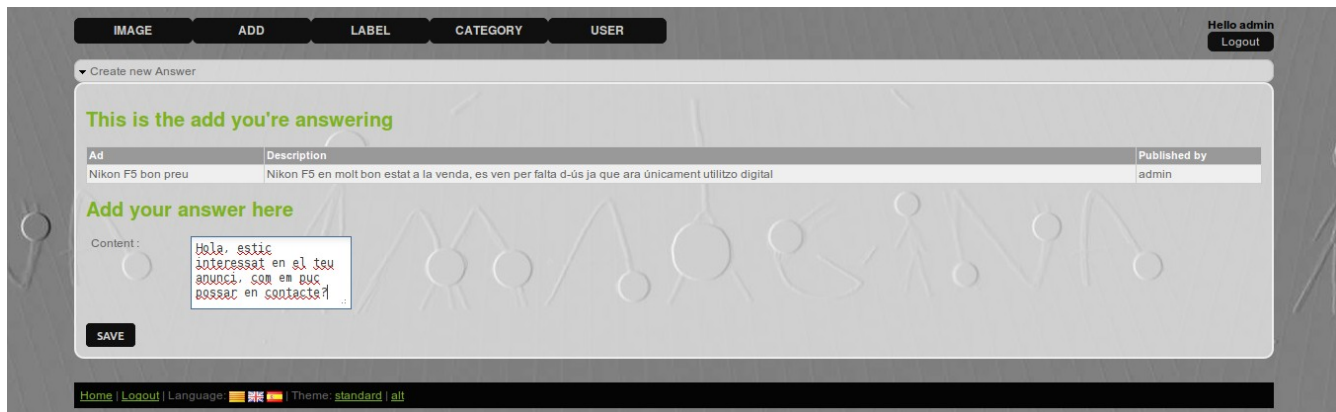 IMAGE ADD LABEL CATEGORY USER
Hello admin
Logout
Create new Answer
This is the add you're answering
Ad Description Published by
Nikon F5 bon preu Nikon F5 en molt bon estat a la venda, es ven per falta d-ús ja que ara únicament utilitzo digital admin
Add your answer here
Content :
Hola, estic
interessat en el teu
anunci, com em puc
possar en contacte?
SAVE
Home | Logout | Language: | Theme: standard | alt